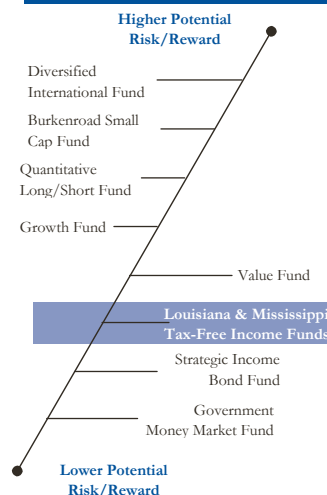 Higher Potential
Risk/Reward
Diversified
International Fund
Burkenroad Small
Cap Fund
Quantitative
Long/Short Fund
Growth Fund
Value Fund
Louisiana & Mississippi
Tax-Free Income Funds
Strategic Income
Bond Fund
Government
Money Market Fund
Lower Potential
Risk/Reward